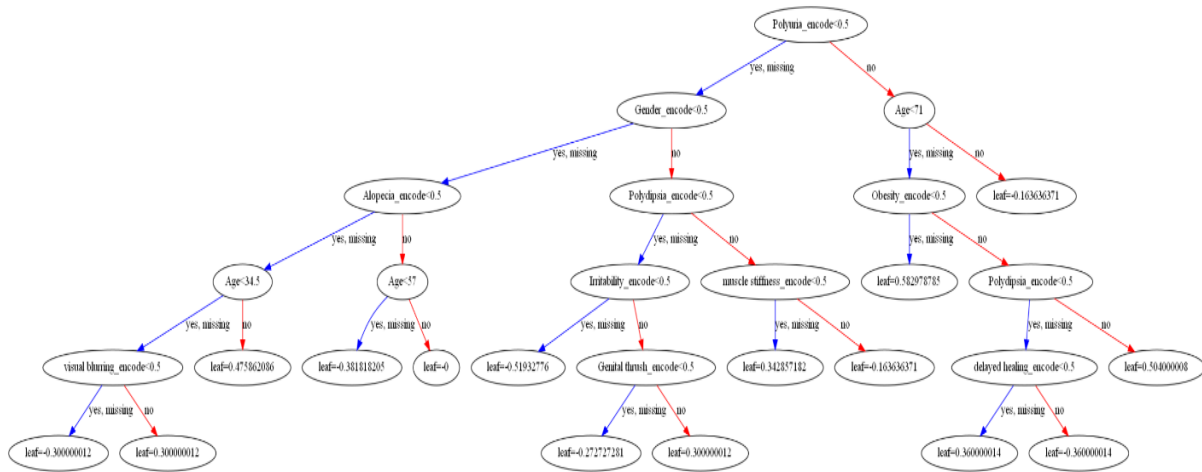 Polyuria_encode<0.5
yes, missing
no
Gender_encode<0.5
Age<71
yes, missing
no
yes, missing
no
Alopecia_encode<0.5
Polydipsia_encode<0.5
Obesity_encode<0.5
leaf=-0.163636371
yes, missing
no
yes, missing
no
yes, missing
no
Age<34.5
Age<57
Irritability_encode<0.5
muscle stiffness_encode<0.5
leaf=0.582978785
Polydipsia_encode<0.5
yes, missing
no
yes, missing
no
yes, missing
no
yes, missing
no
yes, missing
no
visual blurring_encode<0.5
leaf=0.475862086
leaf=-0.381818205
leaf=-0
leaf=-0.51932776
Genital thrush_encode<0.5
leaf=0.342857182
leaf=-0.163636371
delayed healing_encode<0.5
leaf=0.504000008
yes, missing
no
yes, missing
no
yes, missing
no
leaf=-0.300000012
leaf=0.300000012
leaf=-0.272727281
leaf=0.300000012
leaf=0.360000014
leaf=-0.360000014